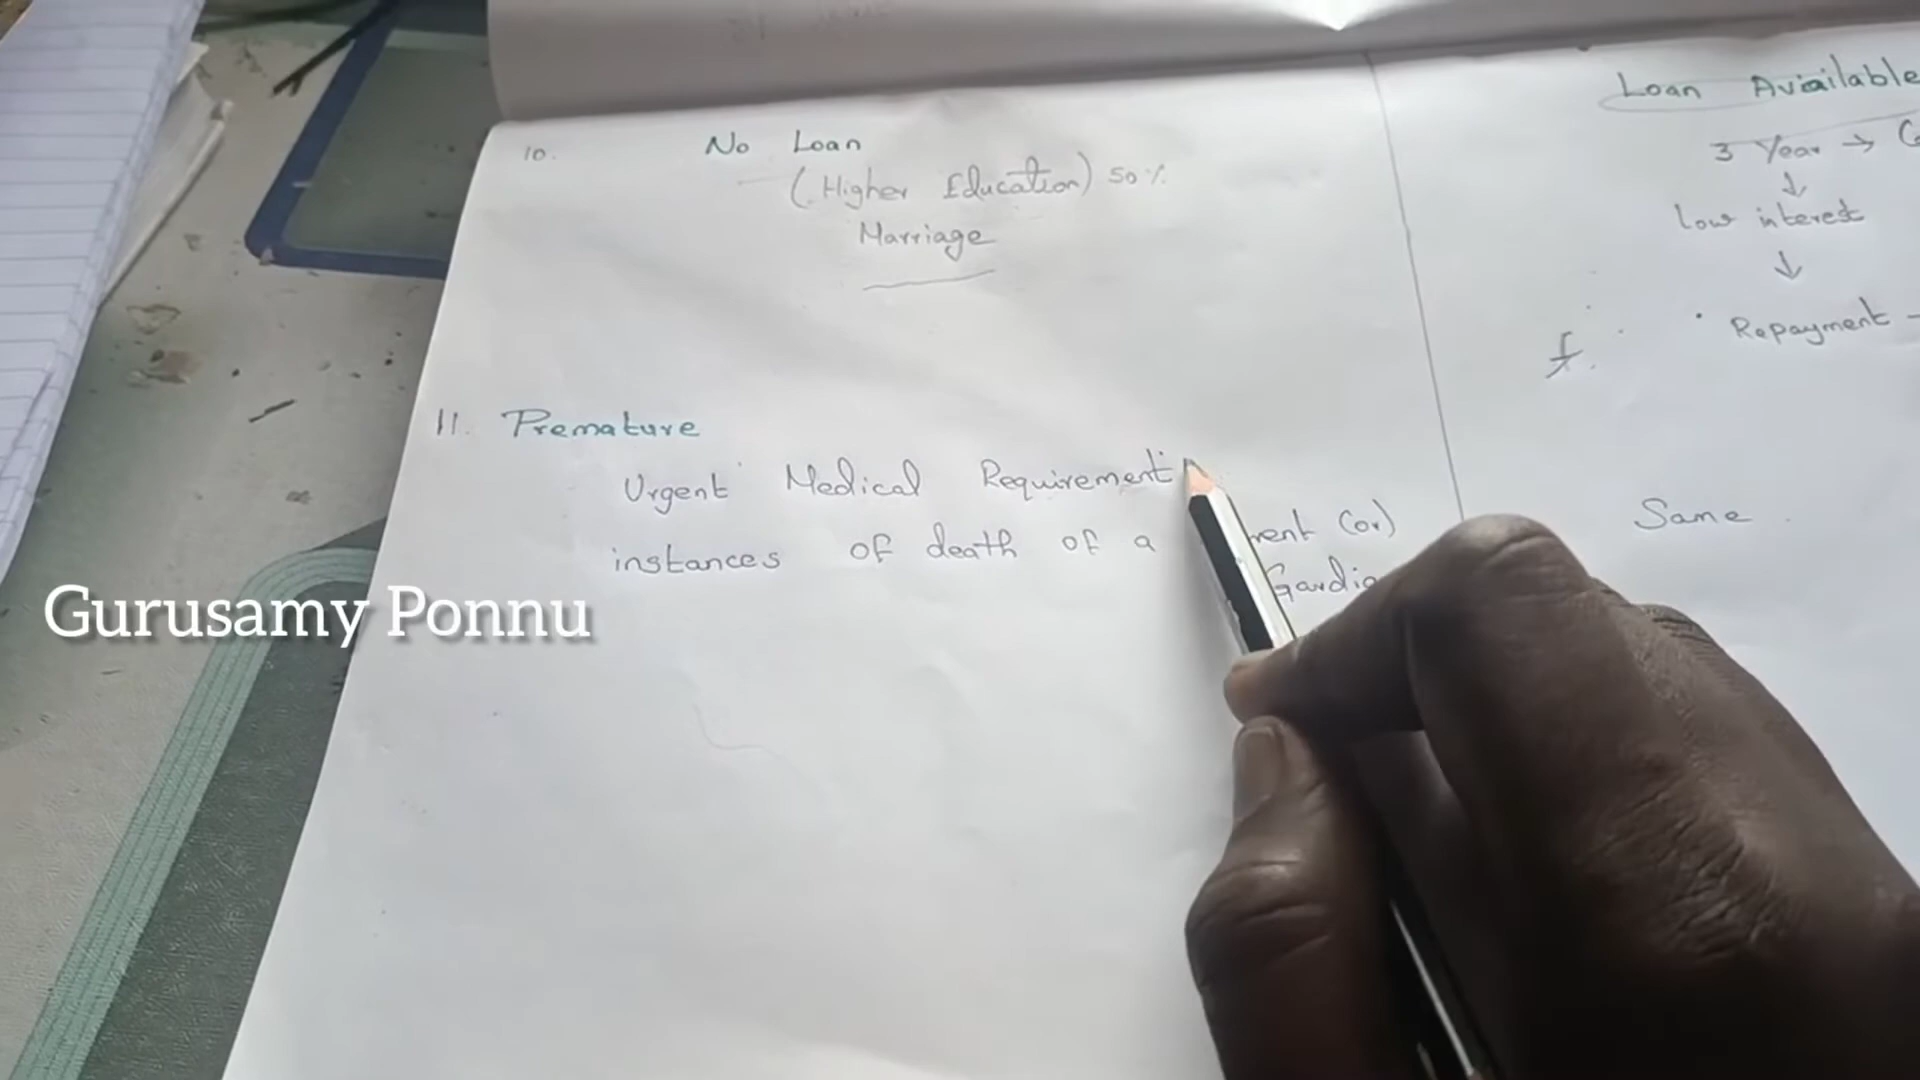 10. No Loan
(Higher Education) 50%
Marriage
11. Premature
Urgent Medical Requirement
instances of death of a (or)
Loan Available
3 Year →
↓
Low interest
↓
Repayment -
Same
Gurusamy Ponnu